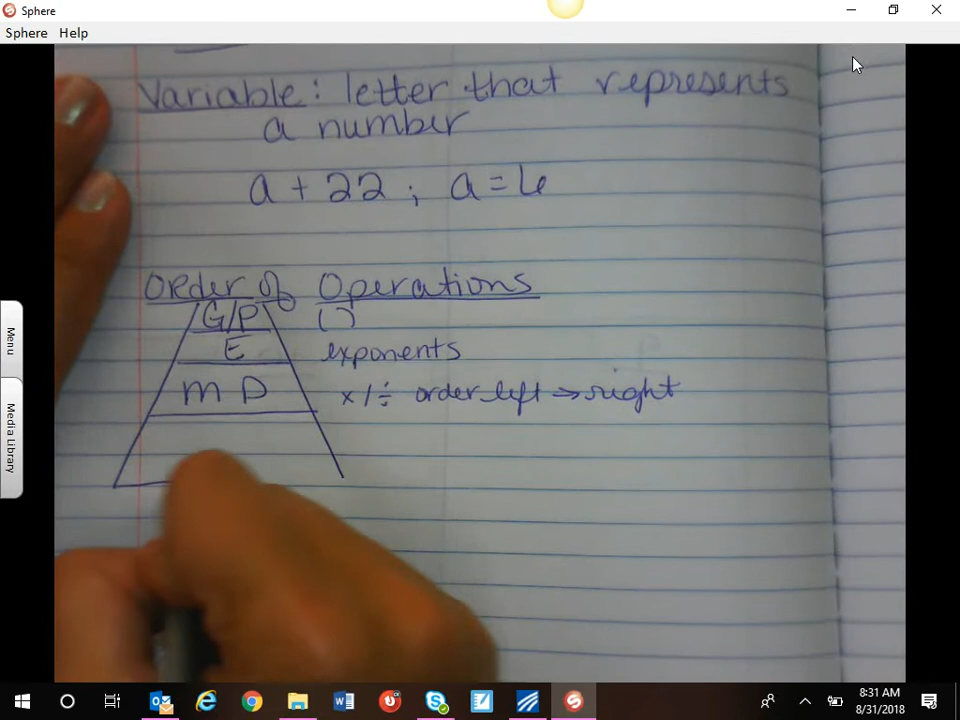 Sphere
Sphere Help
Variable: letter that represents
a number
a + 22 ; a = 6
Order of Operations
G/P ( )
E exponents
M D × / ÷ order left → right
Menu
Media Library
8:31 AM
8/31/2018